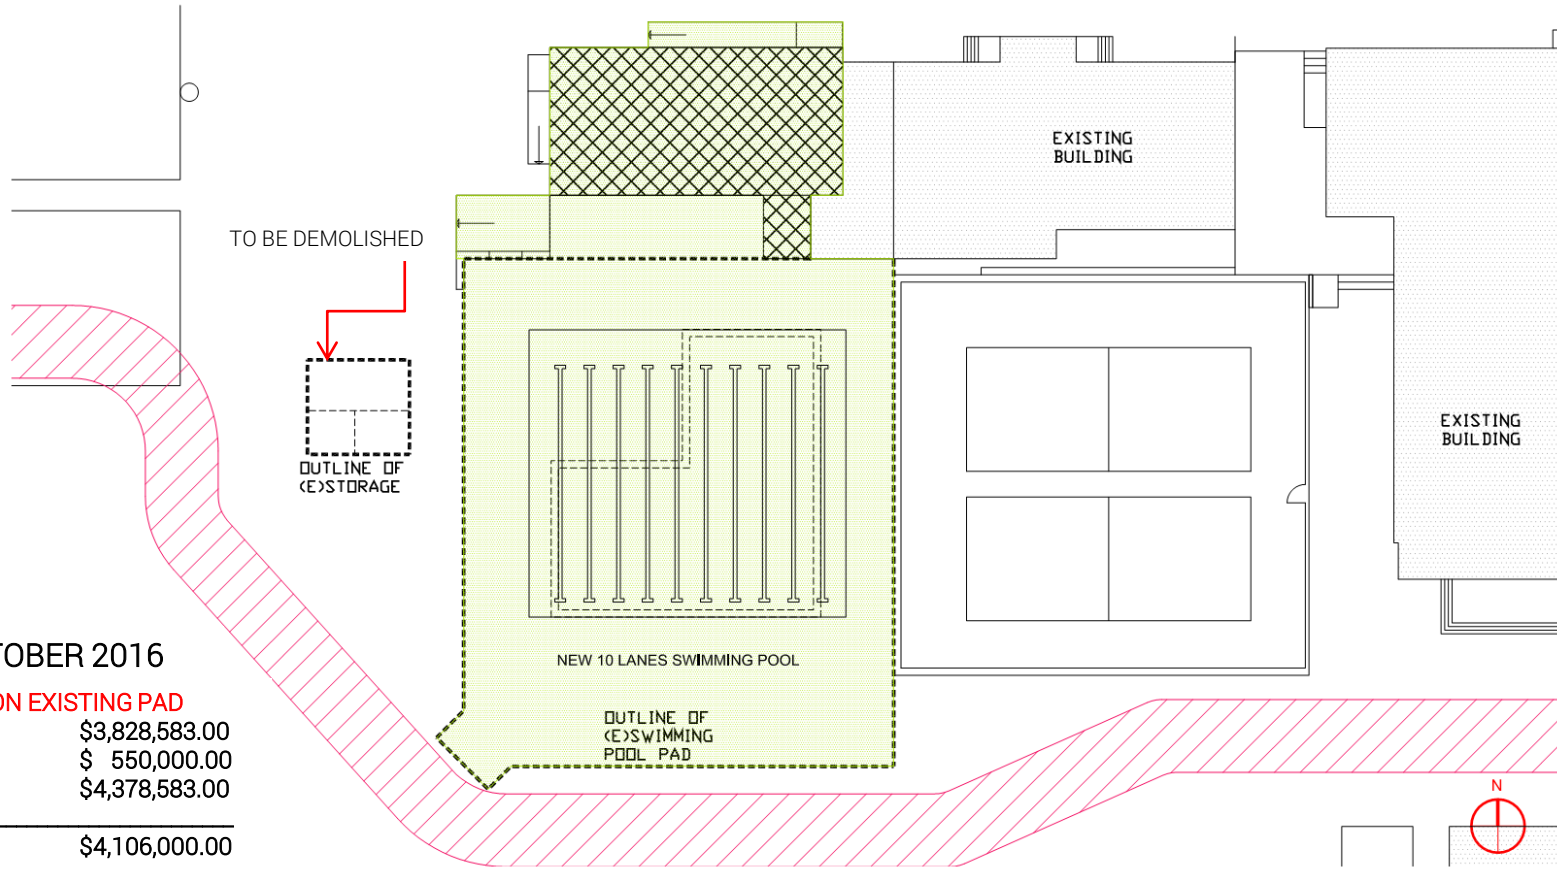 EXISTING
BUILDING
TO BE DEMOLISHED
EXISTING
BUILDING
OUTLINE OF
(E)STORAGE
NEW 10 LANES SWIMMING POOL
OUTLINE OF
(E)SWIMMING
POOL PAD
TOBER 2016
ON EXISTING PAD
$3,828,583.00
$ 550,000.00
$4,378,583.00
$4,106,000.00
N